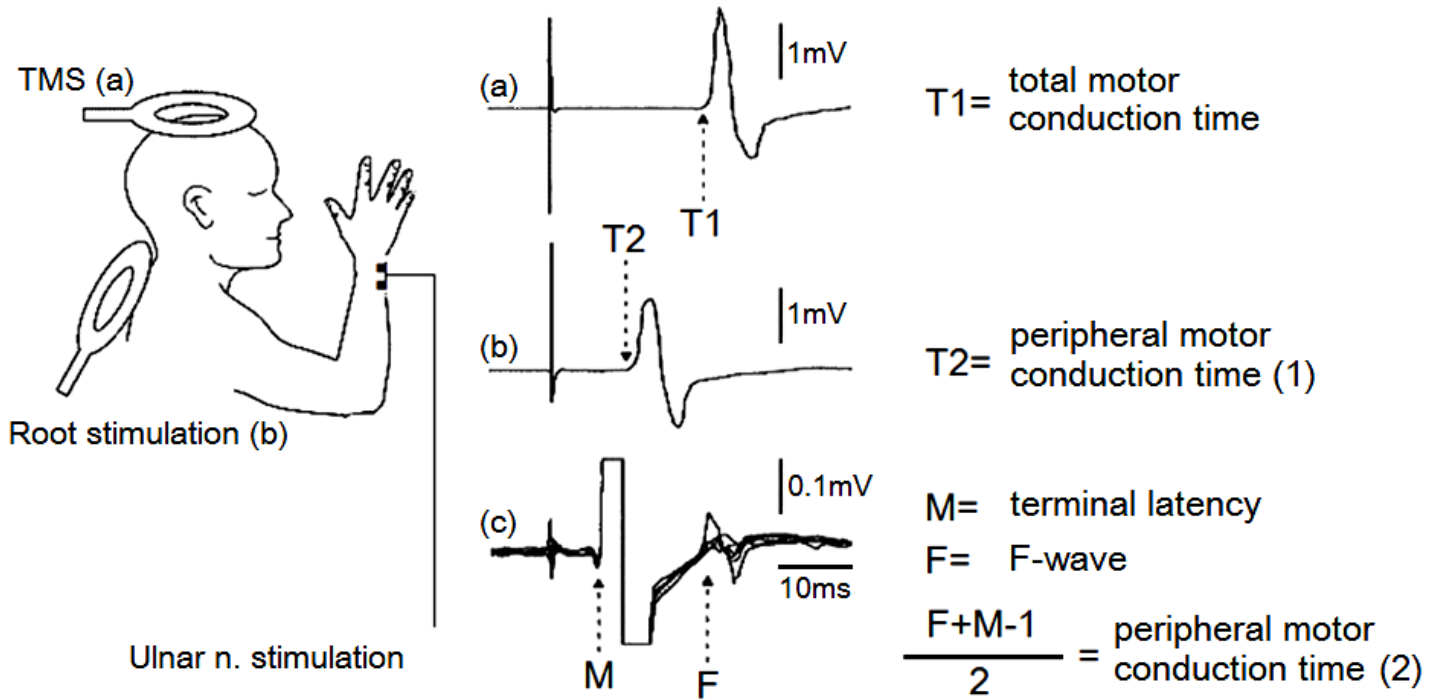 TMS (a)
Root stimulation (b)
Ulnar n. stimulation
(a)
1mV
T1
T2
(b)
1mV
(c)
0.1mV
10ms
M
F
T1= total motor
conduction time
T2= peripheral motor
conduction time (1)
M= terminal latency
F= F-wave
F+M-1
2
= peripheral motor
conduction time (2)